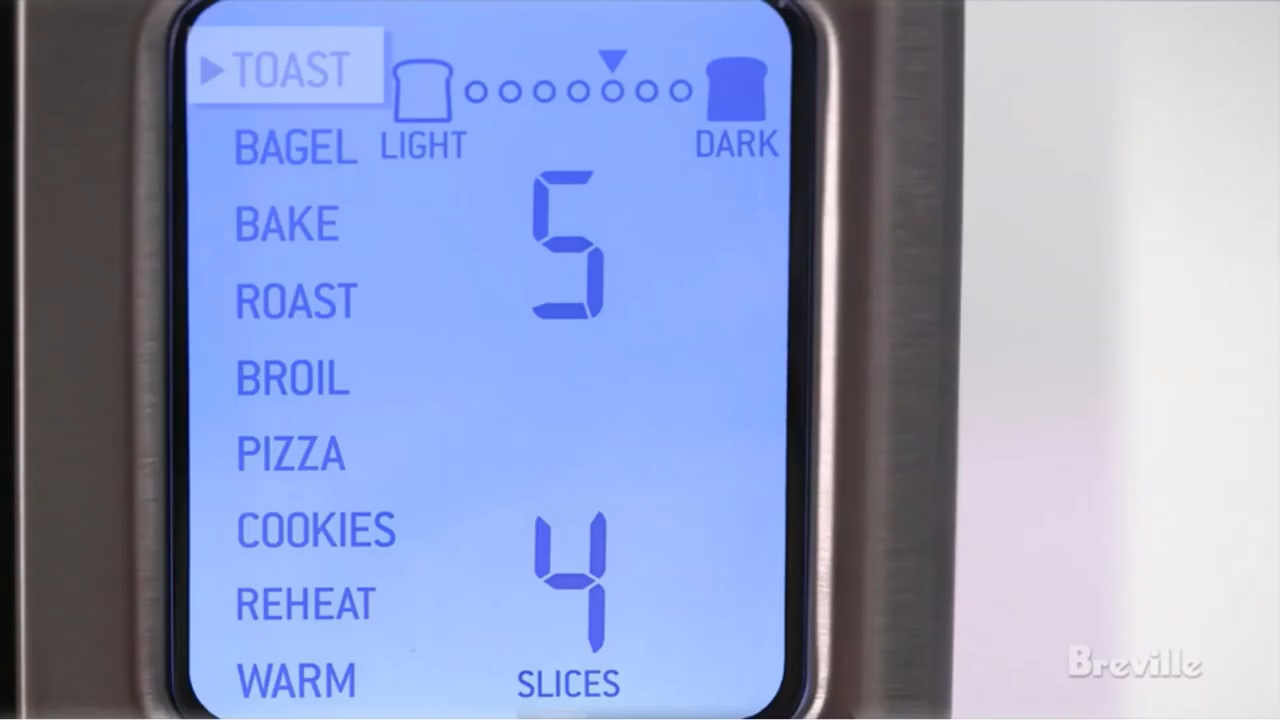 TOAST
LIGHT
DARK
BAGEL
5
BAKE
ROAST
BROIL
PIZZA
COOKIES
4
REHEAT
WARM
SLICES
Breville